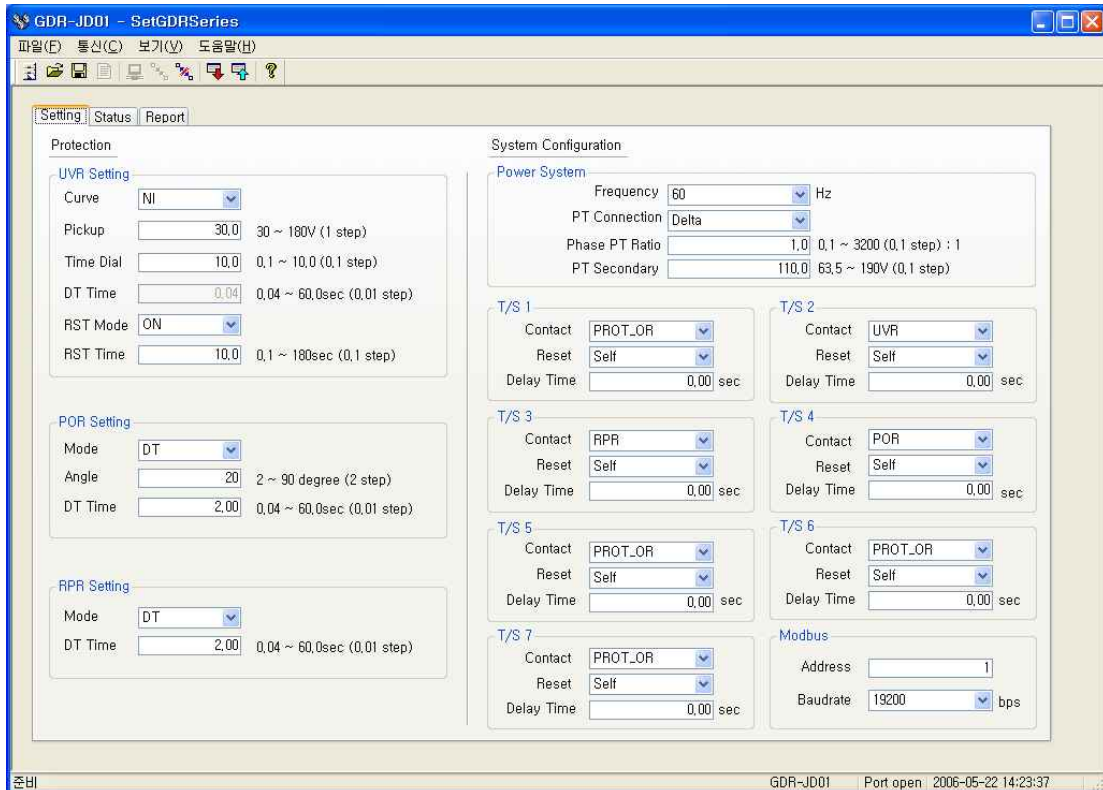 GDR-JD01 - SetGDRSeries
파일(F) 통신(C) 보기(V) 도움말(H)
Setting Status Report
Protection
UVR Setting
Curve NI
Pickup 30.0 30 ~ 180V (1 step)
Time Dial 10.0 0.1 ~ 10.0 (0.1 step)
DT Time 0.04 0.04 ~ 60.0sec (0.01 step)
RST Mode ON
RST Time 10.0 0.1 ~ 180sec (0.1 step)
POR Setting
Mode DT
Angle 20 2 ~ 90 degree (2 step)
DT Time 2.00 0.04 ~ 60.0sec (0.01 step)
RPR Setting
Mode DT
DT Time 2.00 0.04 ~ 60.0sec (0.01 step)
System Configuration
Power System
Frequency 60 Hz
PT Connection Delta
Phase PT Ratio 1.0 0.1 ~ 3200 (0.1 step) : 1
PT Secondary 110.0 63.5 ~ 190V (0.1 step)
T/S 1
Contact PROT_OR
Reset Self
Delay Time 0.00 sec
T/S 2
Contact UVR
Reset Self
Delay Time 0.00 sec
T/S 3
Contact RPR
Reset Self
Delay Time 0.00 sec
T/S 4
Contact POR
Reset Self
Delay Time 0.00 sec
T/S 5
Contact PROT_OR
Reset Self
Delay Time 0.00 sec
T/S 6
Contact PROT_OR
Reset Self
Delay Time 0.00 sec
T/S 7
Contact PROT_OR
Reset Self
Delay Time 0.00 sec
Modbus
Address 1
Baudrate 19200 bps
준비 GDR-JD01 Port open 2006-05-22 14:23:37